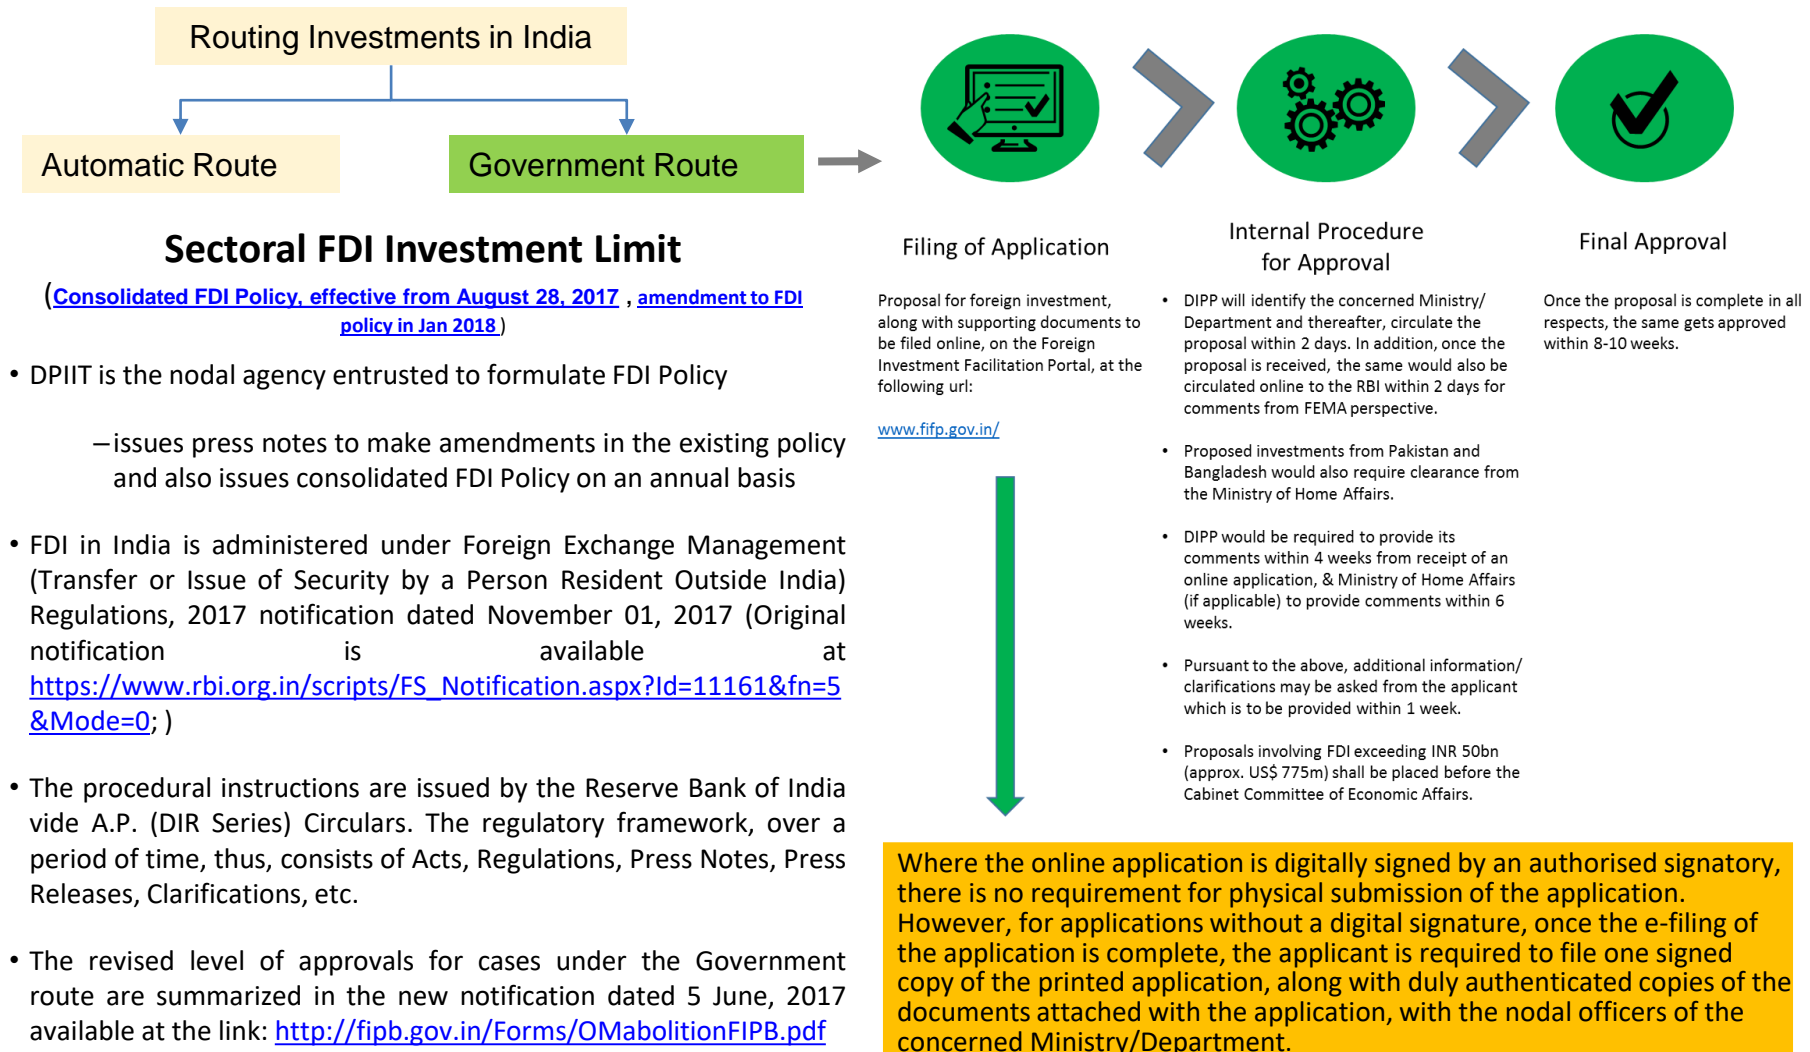 Routing Investments in India
Automatic Route
Government Route
Sectoral FDI Investment Limit
(Consolidated FDI Policy, effective from August 28, 2017 , amendment to FDI
policy in Jan 2018 )
• DPIIT is the nodal agency entrusted to formulate FDI Policy
– issues press notes to make amendments in the existing policy
and also issues consolidated FDI Policy on an annual basis
• FDI in India is administered under Foreign Exchange Management
(Transfer or Issue of Security by a Person Resident Outside India)
Regulations, 2017 notification dated November 01, 2017 (Original
notification is available at
https://www.rbi.org.in/scripts/FS_Notification.aspx?Id=11161&fn=5
&Mode=0; )
• The procedural instructions are issued by the Reserve Bank of India
vide A.P. (DIR Series) Circulars. The regulatory framework, over a
period of time, thus, consists of Acts, Regulations, Press Notes, Press
Releases, Clarifications, etc.
• The revised level of approvals for cases under the Government
route are summarized in the new notification dated 5 June, 2017
available at the link: http://fipb.gov.in/Forms/OMabolitionFIPB.pdf
Filing of Application
Proposal for foreign investment,
along with supporting documents to
be filed online, on the Foreign
Investment Facilitation Portal, at the
following url:
www.fifp.gov.in/
Internal Procedure
for Approval
• DIPP will identify the concerned Ministry/
Department and thereafter, circulate the
proposal within 2 days. In addition, once the
proposal is received, the same would also be
circulated online to the RBI within 2 days for
comments from FEMA perspective.
• Proposed investments from Pakistan and
Bangladesh would also require clearance from
the Ministry of Home Affairs.
• DIPP would be required to provide its
comments within 4 weeks from receipt of an
online application, & Ministry of Home Affairs
(if applicable) to provide comments within 6
weeks.
• Pursuant to the above, additional information/
clarifications may be asked from the applicant
which is to be provided within 1 week.
• Proposals involving FDI exceeding INR 50bn
(approx. US$ 775m) shall be placed before the
Cabinet Committee of Economic Affairs.
Final Approval
Once the proposal is complete in all
respects, the same gets approved
within 8-10 weeks.
Where the online application is digitally signed by an authorised signatory,
there is no requirement for physical submission of the application.
However, for applications without a digital signature, once the e-filing of
the application is complete, the applicant is required to file one signed
copy of the printed application, along with duly authenticated copies of the
documents attached with the application, with the nodal officers of the
concerned Ministry/Department.